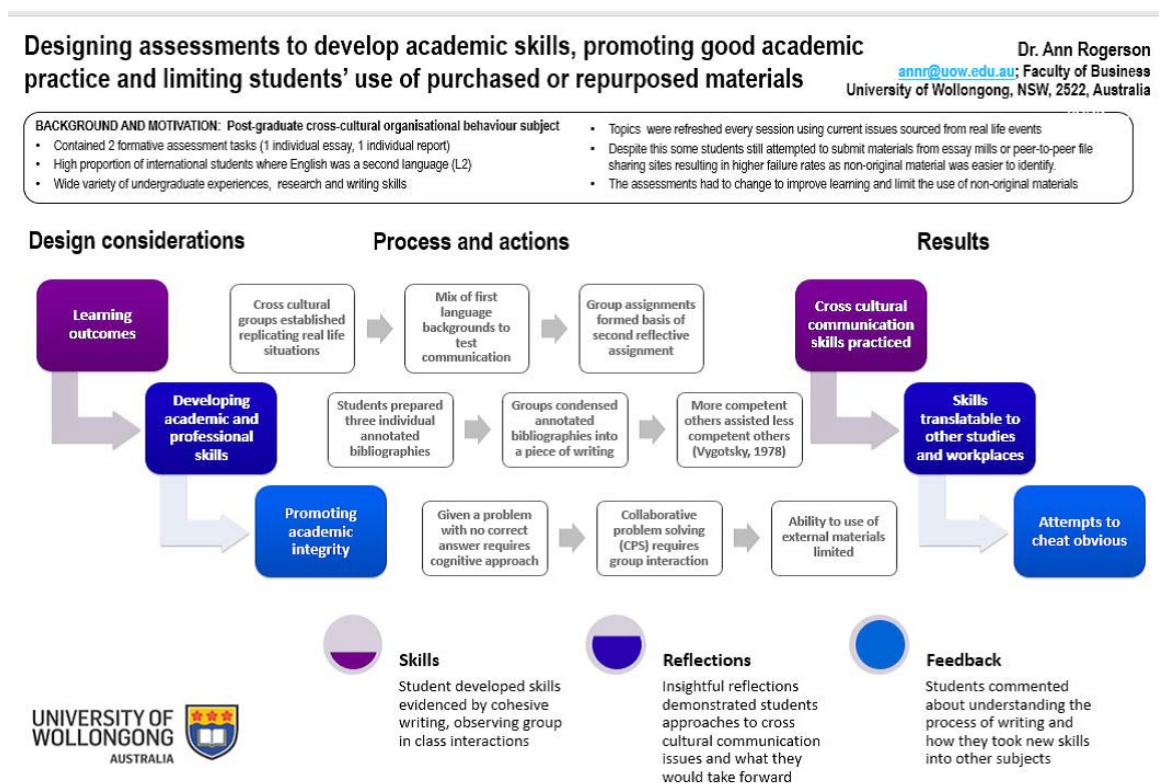 Designing assessments to develop academic skills, promoting good academic
practice and limiting students' use of purchased or repurposed materials
Dr. Ann Rogerson
annr@uow.edu.au; Faculty of Business
University of Wollongong, NSW, 2522, Australia
BACKGROUND AND MOTIVATION: Post-graduate cross-cultural organisational behaviour subject
• Contained 2 formative assessment tasks (1 individual essay, 1 individual report)
• High proportion of international students where English was a second language (L2)
• Wide variety of undergraduate experiences, research and writing skills
• Topics were refreshed every session using current issues sourced from real life events
• Despite this some students still attempted to submit materials from essay mills or peer-to-peer file
sharing sites resulting in higher failure rates as non-original material was easier to identify.
• The assessments had to change to improve learning and limit the use of non-original materials
Design considerations
Process and actions
Results
Learning
outcomes
Cross cultural
groups established
replicating real life
situations
Mix of first
language
backgrounds to
test
communication
Group assignments
formed basis of
second reflective
assignment
Cross cultural
communication
skills practiced
Developing
academic and
professional
skills
Students prepared
three individual
annotated
bibliographies
Groups condensed
annotated
bibliographies into
a piece of writing
More competent
others assisted less
competent others
(Vygotsky, 1978)
Skills
translatable to
other studies
and workplaces
Promoting
academic
integrity
Given a problem
with no correct
answer requires
cognitive approach
Collaborative
problem solving
(CPS) requires
group interaction
Ability to use of
external materials
limited
Attempts to
cheat obvious
Skills
Student developed skills
evidenced by cohesive
writing, observing group
in class interactions
Reflections
Insightful reflections
demonstrated students
approaches to cross
cultural communication
issues and what they
would take forward
Feedback
Students commented
about understanding the
process of writing and
how they took new skills
into other subjects
UNIVERSITY OF
WOLLONGONG
AUSTRALIA